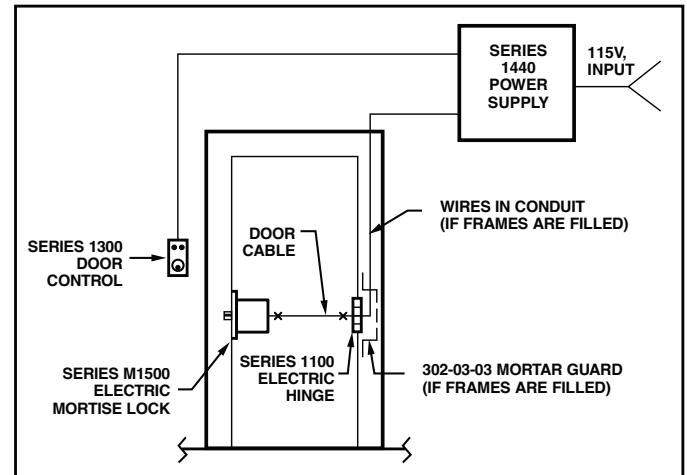 SERIES
1440
POWER
SUPPLY
115V,
INPUT
WIRES IN CONDUIT
(IF FRAMES ARE FILLED)
SERIES 1300
DOOR
CONTROL
DOOR
CABLE
SERIES M1500
ELECTRIC
MORTISE LOCK
SERIES 1100
ELECTRIC
HINGE
302-03-03 MORTAR GUARD
(IF FRAMES ARE FILLED)